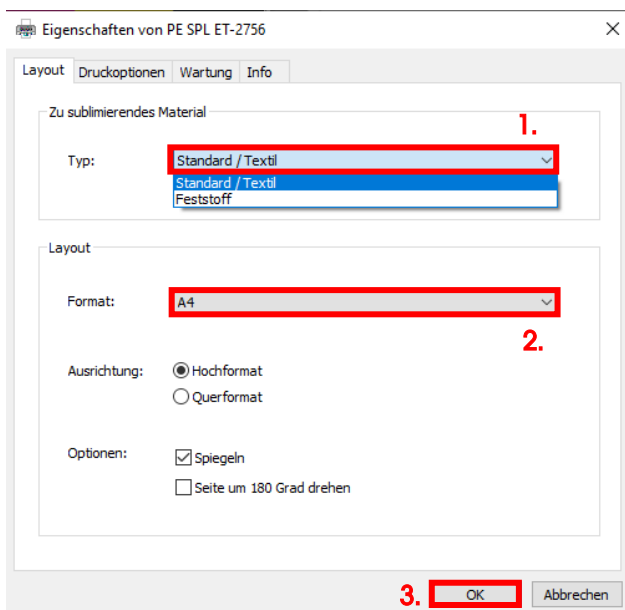 Eigenschaften von PE SPL ET-2756
Layout Druckoptionen Wartung Info
Zu sublimierendes Material
1.
Typ: Standard / Textil
Standard / Textil
Feststoff
Layout
Format: A4
2.
Ausrichtung: Hochformat
Querformat
Optionen: Spiegeln
Seite um 180 Grad drehen
3. OK Abbrechen